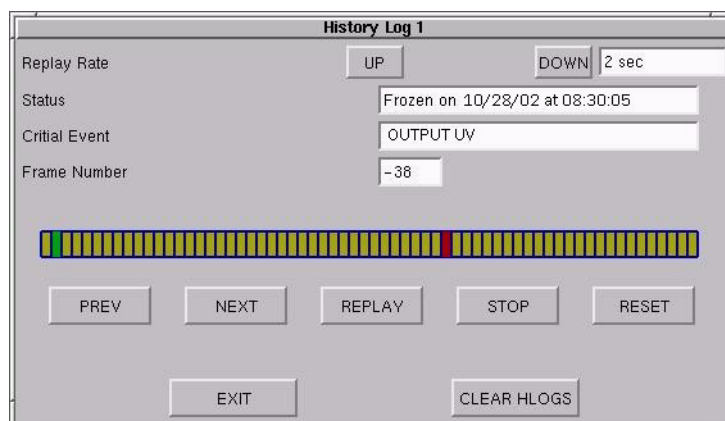 History Log 1
Replay Rate UP DOWN 2 sec
Status Frozen on 10/28/02 at 08:30:05
Critial Event OUTPUT UV
Frame Number -38
PREV NEXT REPLAY STOP RESET
EXIT CLEAR HLOGS